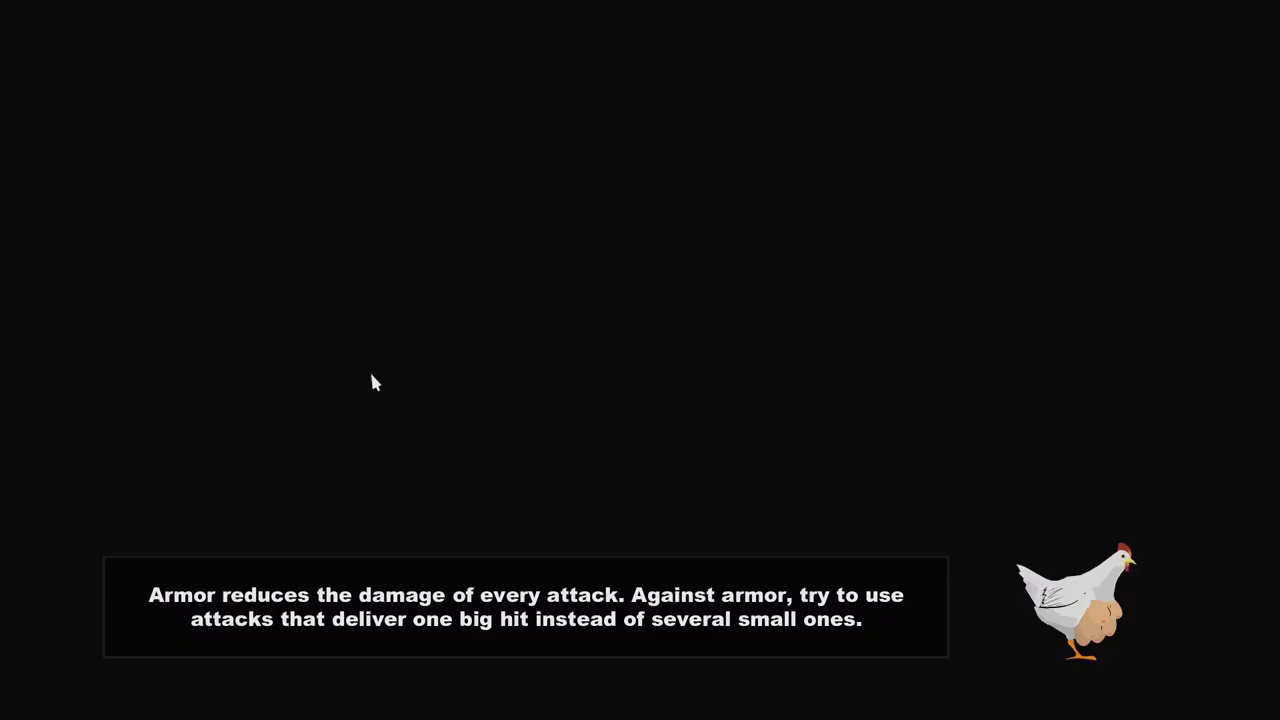 Armor reduces the damage of every attack. Against armor, try to use
attacks that deliver one big hit instead of several small ones.